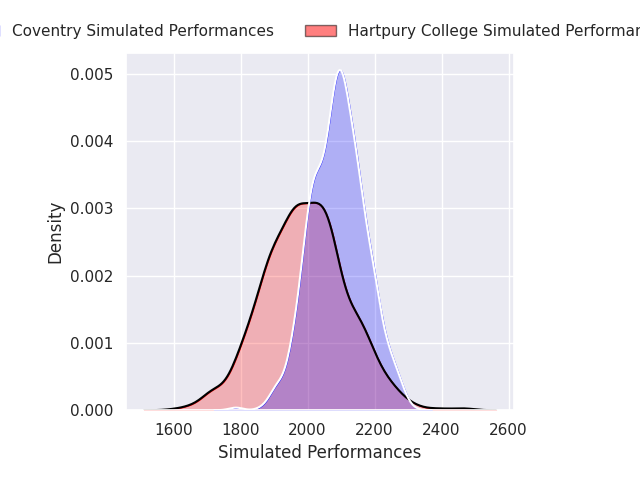 Coventry Simulated Performances
Hartpury College Simulated Performan
0.005
0.004
0.003
0.002
0.001
0.000
Density
1600 1800 2000 2200 2400 2600
Simulated Performances